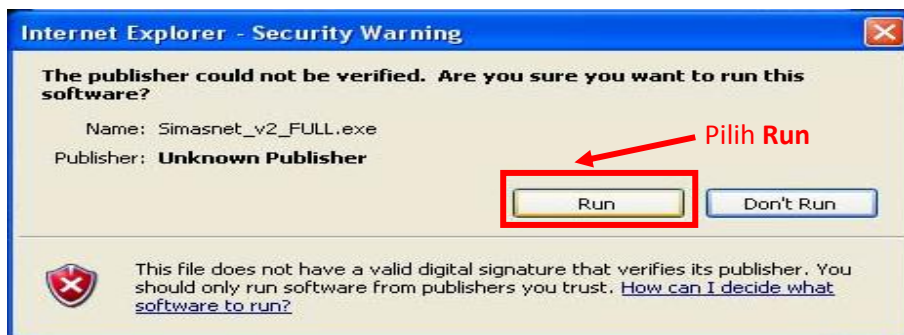 Internet Explorer - Security Warning
The publisher could not be verified. Are you sure you want to run this
software?
Name: Simasnet_v2_FULL.exe
Pilih Run
Publisher: Unknown Publisher
Run
Don't Run
This file does not have a valid digital signature that verifies its publisher. You
should only run software from publishers you trust. How can I decide what
software to run?